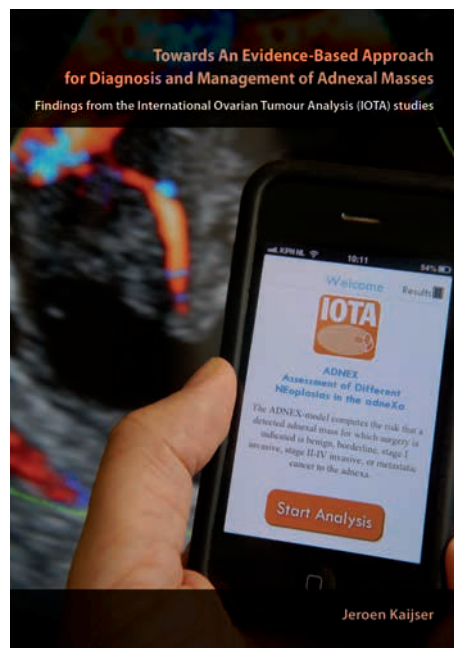 Towards An Evidence-Based Approach
for Diagnosis and Management of Adnexal Masses
Findings from the International Ovarian Tumour Analysis (IOTA) studies
KPN NL 10:11 54%
Welcome Results
IOTA
ADNEX
Assessment of Different
NEoplasias in the adneXa
The ADNEX-model computes the risk that a
detected adnexal mass for which surgery is
indicated is benign, borderline, stage I
invasive, stage II-IV invasive, or metastatic
cancer to the adnexa.
Start Analysis
Jeroen Kaijser